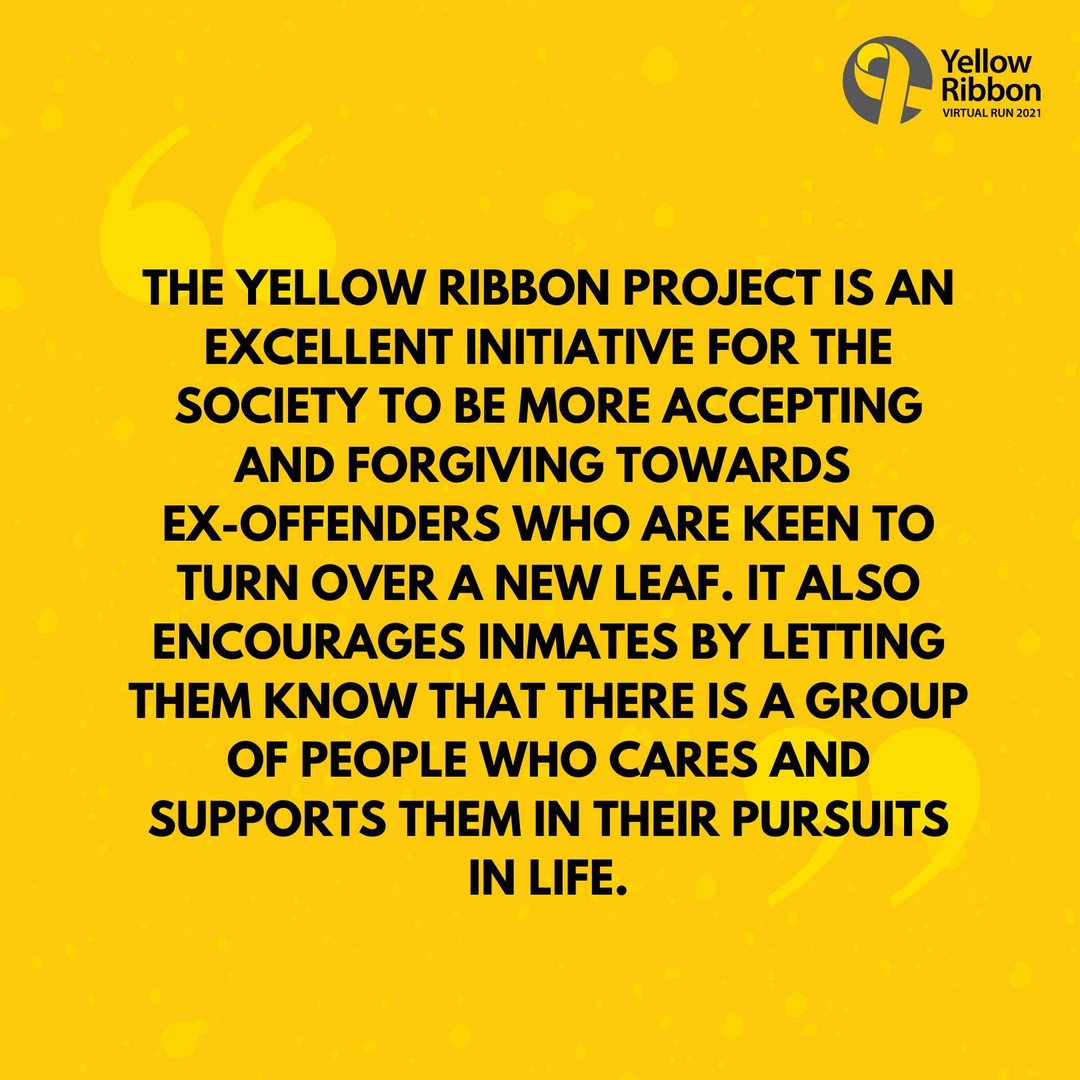 Yellow
Ribbon
VIRTUAL RUN 2021
THE YELLOW RIBBON PROJECT IS AN
EXCELLENT INITIATIVE FOR THE
SOCIETY TO BE MORE ACCEPTING
AND FORGIVING TOWARDS
EX-OFFENDERS WHO ARE KEEN TO
TURN OVER A NEW LEAF. IT ALSO
ENCOURAGES INMATES BY LETTING
THEM KNOW THAT THERE IS A GROUP
OF PEOPLE WHO CARES AND
SUPPORTS THEM IN THEIR PURSUITS
IN LIFE.